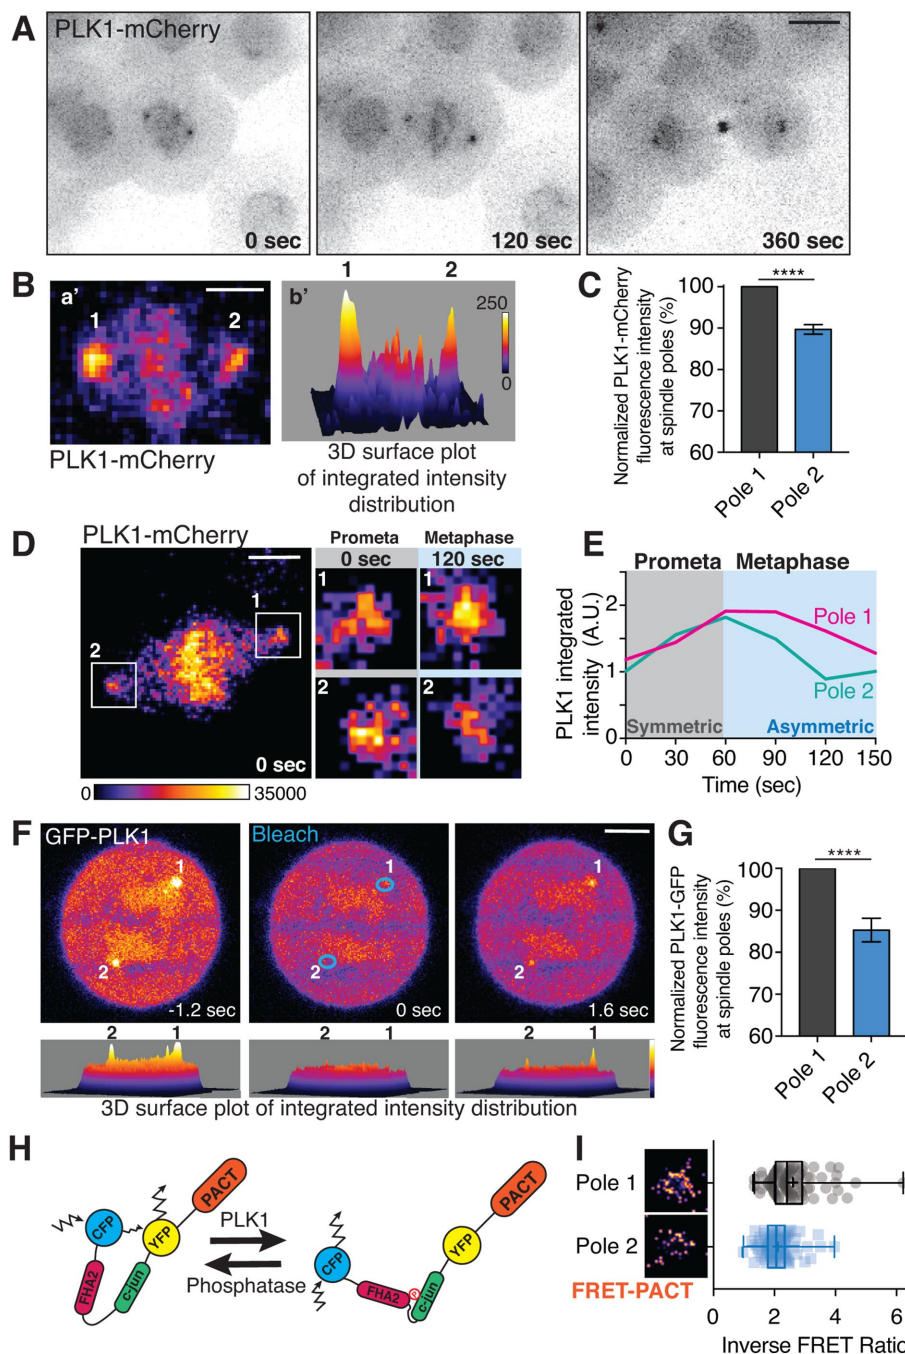 A
PLK1-mCherry
0 sec
120 sec
360 sec
B
a'
1
2
PLK1-mCherry
1
2
b'
250
0
3D surface plot
of integrated intensity
distribution
C
Normalized PLK1-mCherry
fluorescence intensity
at spindle poles (%)
100
90
80
70
60
****
Pole 1
Pole 2
D
PLK1-mCherry
1
2
0 sec
0
35000
Prometa
Metaphase
0 sec
120 sec
1
1
2
2
E
Prometa
Metaphase
PLK1 integrated
intensity (A.U.)
2
1
0
Pole 1
Pole 2
Symmetric
Asymmetric
0
30
60
90
120
150
Time (sec)
F
GFP-PLK1
1
2
-1.2 sec
Bleach
1
2
0 sec
1
2
1.6 sec
2
1
2
1
2
1
3D surface plot of integrated intensity distribution
G
Normalized PLK1-GFP
fluorescence intensity
at spindle poles (%)
100
90
80
70
60
****
Pole 1
Pole 2
H
CFP
YFP
PACT
FHA2
c-jun
PLK1
Phosphatase
CFP
FHA2
P
c-jun
YFP
PACT
I
Pole 1
Pole 2
FRET-PACT
0
2
4
6
Inverse FRET Ratio